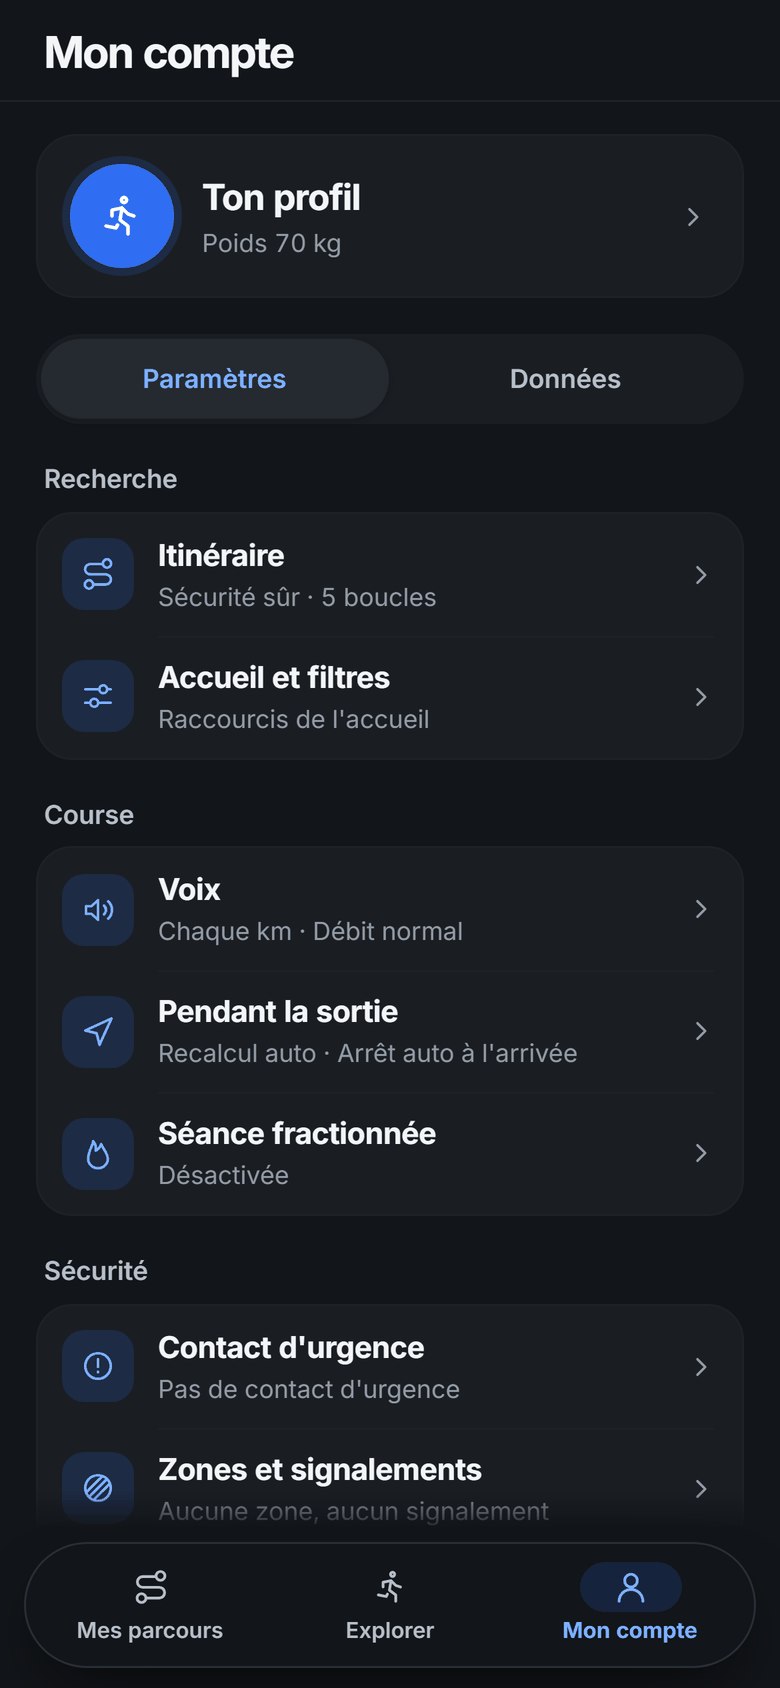 Mon compte
Ton profil
Poids 70 kg
Paramètres
Données
Recherche
Itinéraire
Sécurité sûr · 5 boucles
Accueil et filtres
Raccourcis de l'accueil
Course
Voix
Chaque km · Débit normal
Pendant la sortie
Recalcul auto · Arrêt auto à l'arrivée
Séance fractionnée
Désactivée
Sécurité
Contact d'urgence
Pas de contact d'urgence
Zones et signalements
Aucune zone, aucun signalement
Mes parcours
Explorer
Mon compte